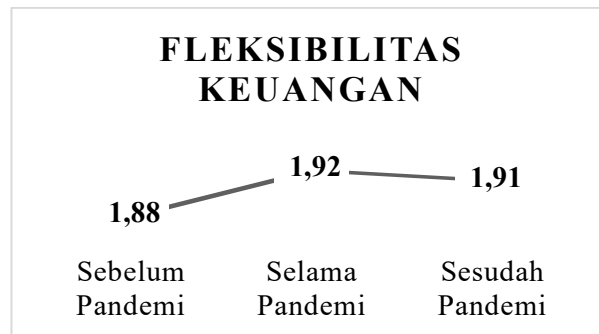 FLEKSIBILITAS
KEUANGAN
1,88
1,92
1,91
Sebelum
Pandemi
Selama
Pandemi
Sesudah
Pandemi